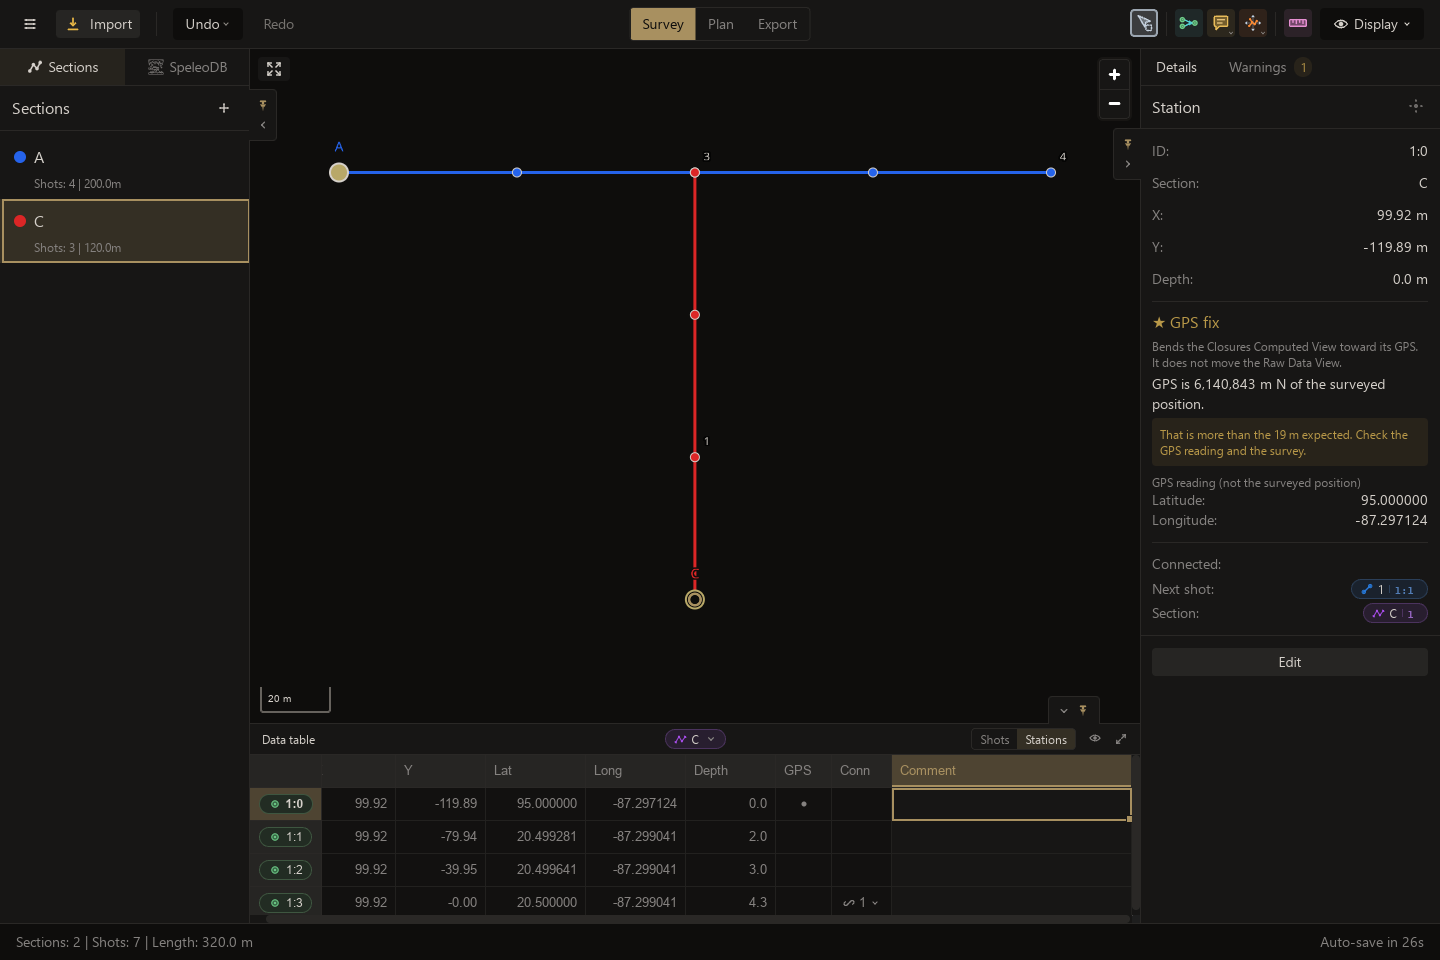 Import
Undo
Redo
Survey
Plan
Export
Display
Sections
SpeleoDB
Sections
A
Shots: 4 | 200.0m
C
Shots: 3 | 120.0m
A
3
4
1
C
20 m
Details
Warnings 1
Station
ID: 1:0
Section: C
X: 99.92 m
Y: -119.89 m
Depth: 0.0 m
★ GPS fix
Bends the Closures Computed View toward its GPS.
It does not move the Raw Data View.
GPS is 6,140,843 m N of the surveyed
position.
That is more than the 19 m expected. Check the
GPS reading and the survey.
GPS reading (not the surveyed position)
Latitude: 95.000000
Longitude: -87.297124
Connected:
Next shot: 1 | 1:1
Section: C | 1
Edit
Data table
C
Shots
Stations
Y Lat Long Depth GPS Conn Comment
1:0 99.92 -119.89 95.000000 -87.297124 0.0 •
1:1 99.92 -79.94 20.499281 -87.299041 2.0
1:2 99.92 -39.95 20.499641 -87.299041 3.0
1:3 99.92 -0.00 20.500000 -87.299041 4.3 1
Sections: 2 | Shots: 7 | Length: 320.0 m
Auto-save in 26s